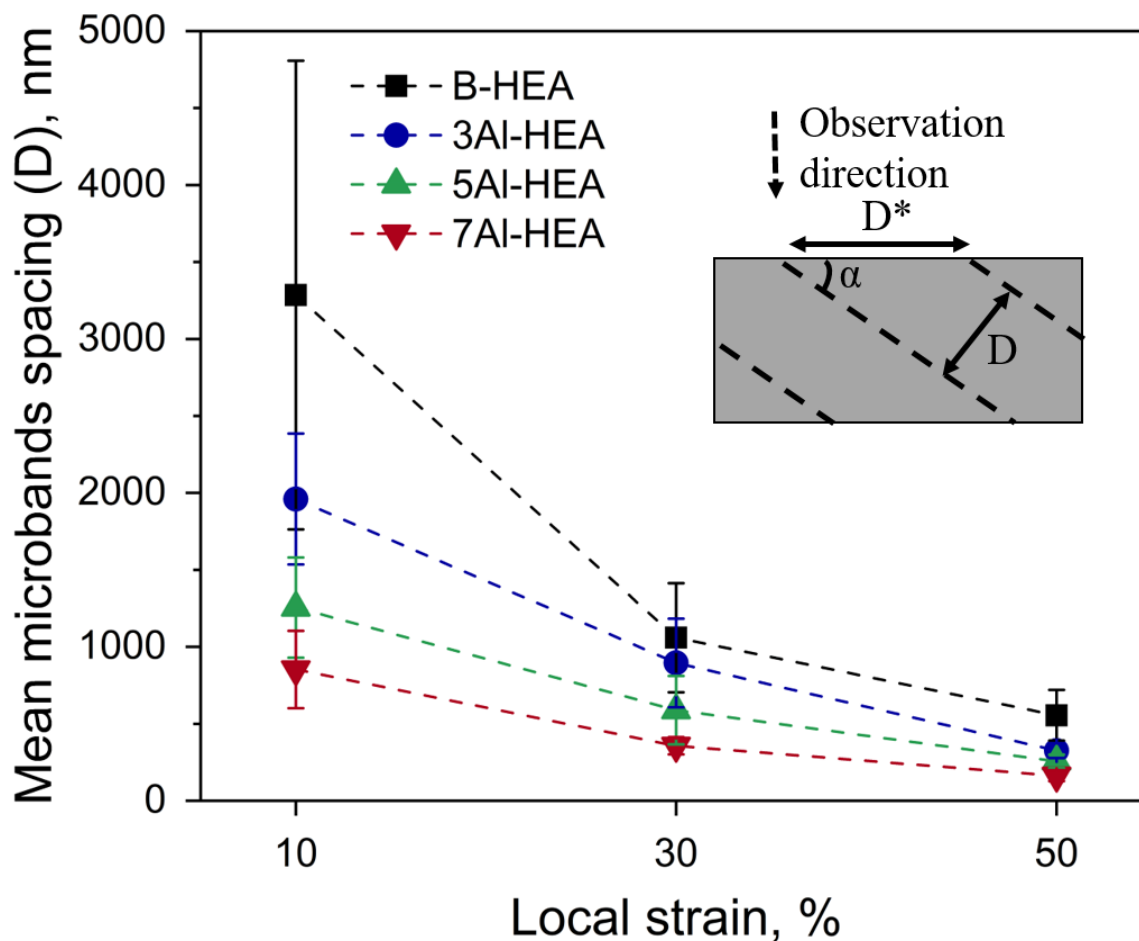 5000
4000
3000
2000
1000
0
Mean microbands spacing (D), nm
B-HEA
3Al-HEA
5Al-HEA
7Al-HEA
Observation
direction
D*
α
D
10
30
50
Local strain, %